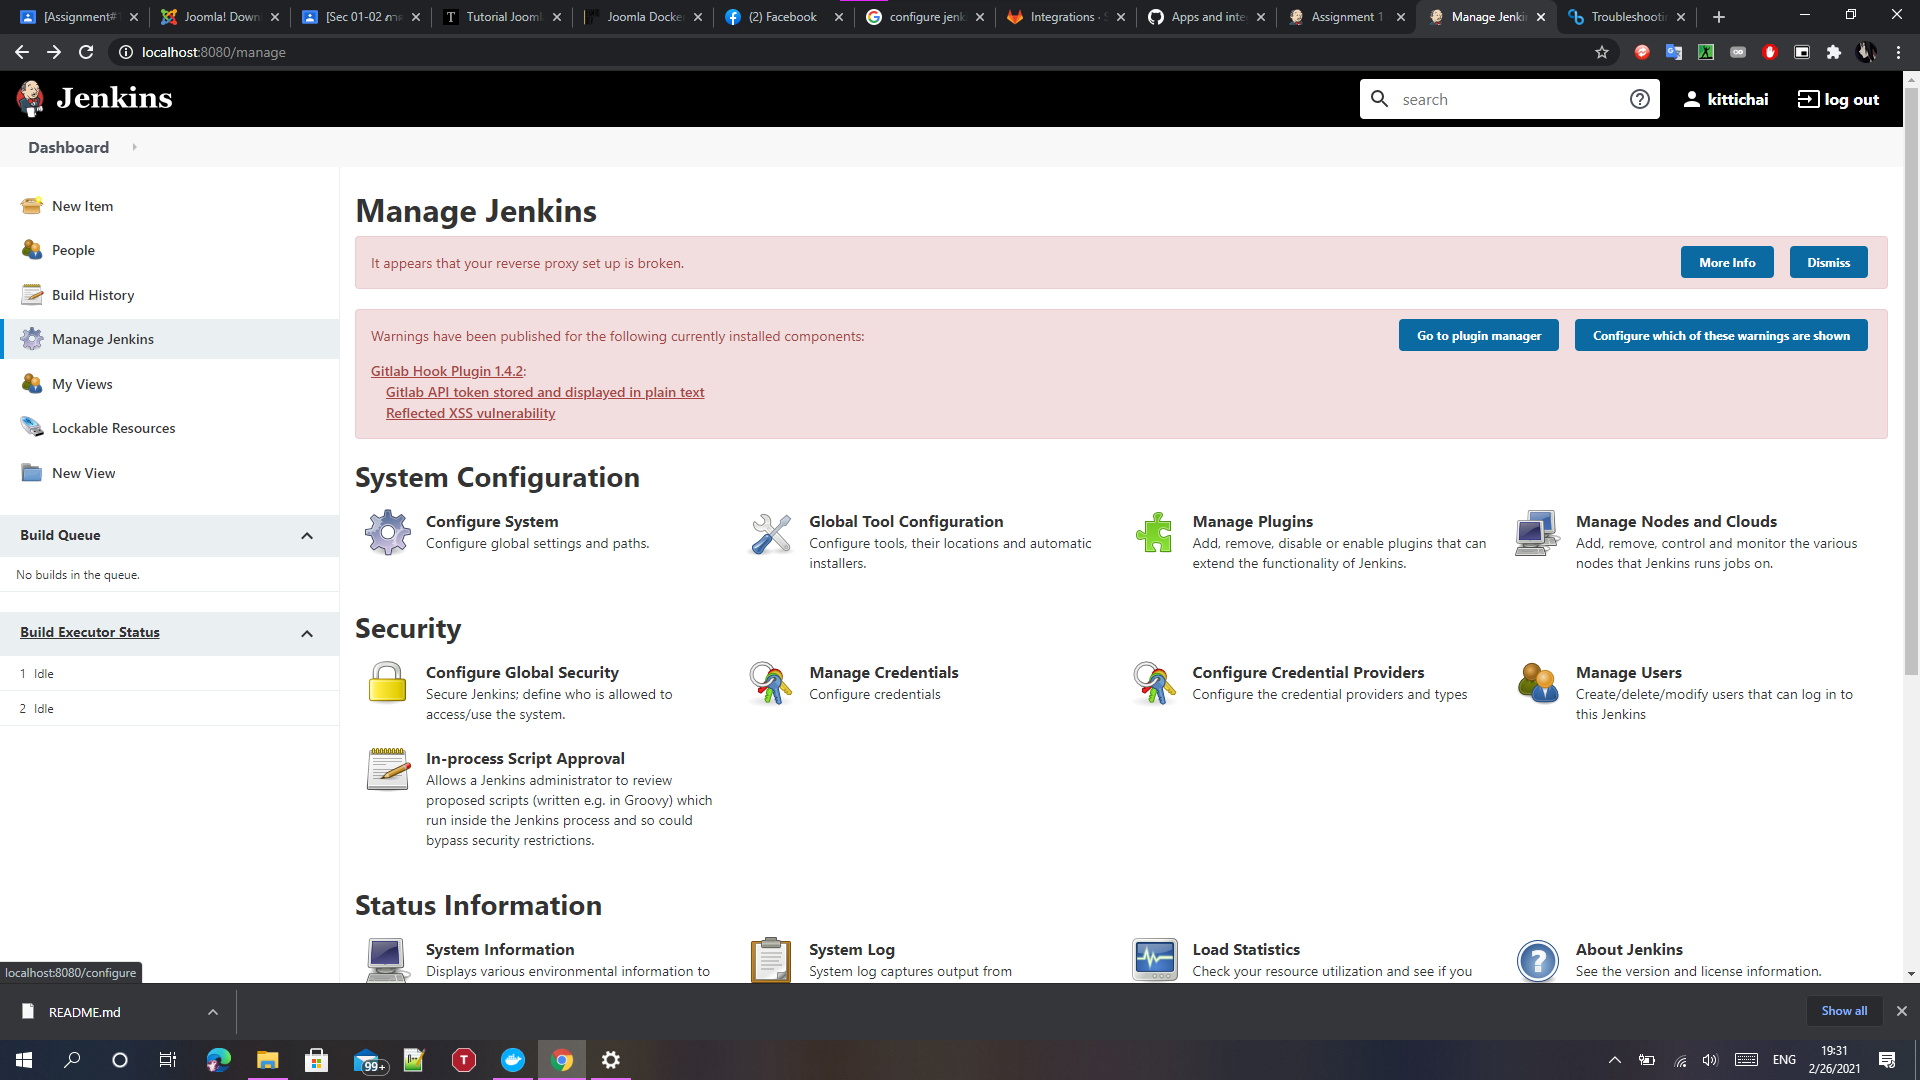 [Assignment#
Joomla! Down
[Sec 01-02 ภาค
Tutorial Jooml
Joomla Docke
(2) Facebook
configure jenk
Integrations · S
Apps and inte
Assignment 1
Manage Jenki
Troubleshooti
localhost:8080/manage
Jenkins
search
kittichai
log out
Dashboard
New Item
People
Build History
Manage Jenkins
My Views
Lockable Resources
New View
Build Queue
No builds in the queue.
Build Executor Status
1 Idle
2 Idle
Manage Jenkins
It appears that your reverse proxy set up is broken.
More Info
Dismiss
Warnings have been published for the following currently installed components:
Go to plugin manager
Configure which of these warnings are shown
Gitlab Hook Plugin 1.4.2:
Gitlab API token stored and displayed in plain text
Reflected XSS vulnerability
System Configuration
Configure System
Configure global settings and paths.
Global Tool Configuration
Configure tools, their locations and automatic
installers.
Manage Plugins
Add, remove, disable or enable plugins that can
extend the functionality of Jenkins.
Manage Nodes and Clouds
Add, remove, control and monitor the various
nodes that Jenkins runs jobs on.
Security
Configure Global Security
Secure Jenkins; define who is allowed to
access/use the system.
Manage Credentials
Configure credentials
Configure Credential Providers
Configure the credential providers and types
Manage Users
Create/delete/modify users that can log in to
this Jenkins
In-process Script Approval
Allows a Jenkins administrator to review
proposed scripts (written e.g. in Groovy) which
run inside the Jenkins process and so could
bypass security restrictions.
Status Information
System Information
Displays various environmental information to
System Log
System log captures output from
Load Statistics
Check your resource utilization and see if you
About Jenkins
See the version and license information.
localhost:8080/configure
README.md
Show all
99+
ENG
19:31
2/26/2021